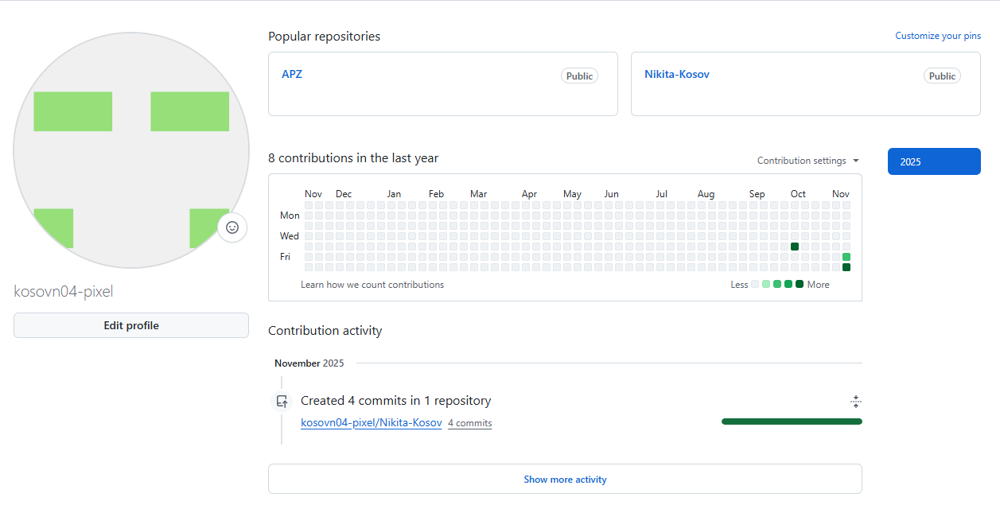 Popular repositories
Customize your pins
APZ
Public
Nikita-Kosov
Public
8 contributions in the last year
Contribution settings
2025
Nov Dec Jan Feb Mar Apr May Jun Jul Aug Sep Oct Nov
Mon
Wed
Fri
Learn how we count contributions
Less More
kosovn04-pixel
Edit profile
Contribution activity
November 2025
Created 4 commits in 1 repository
kosovn04-pixel/Nikita-Kosov 4 commits
Show more activity